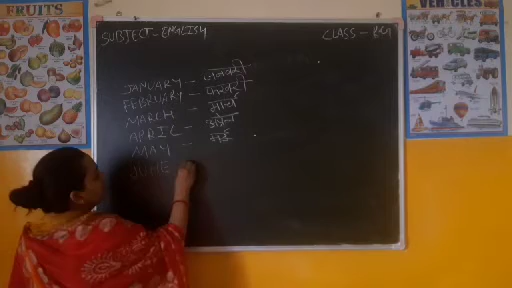 FRUITS
VEHICLES
SUBJECT - ENGLISH
CLASS -
JANUARY - जनवरी
FEBRUARY - फरवरी
MARCH - मार्च
APRIL - अप्रैल
MAY - मई
JUNE